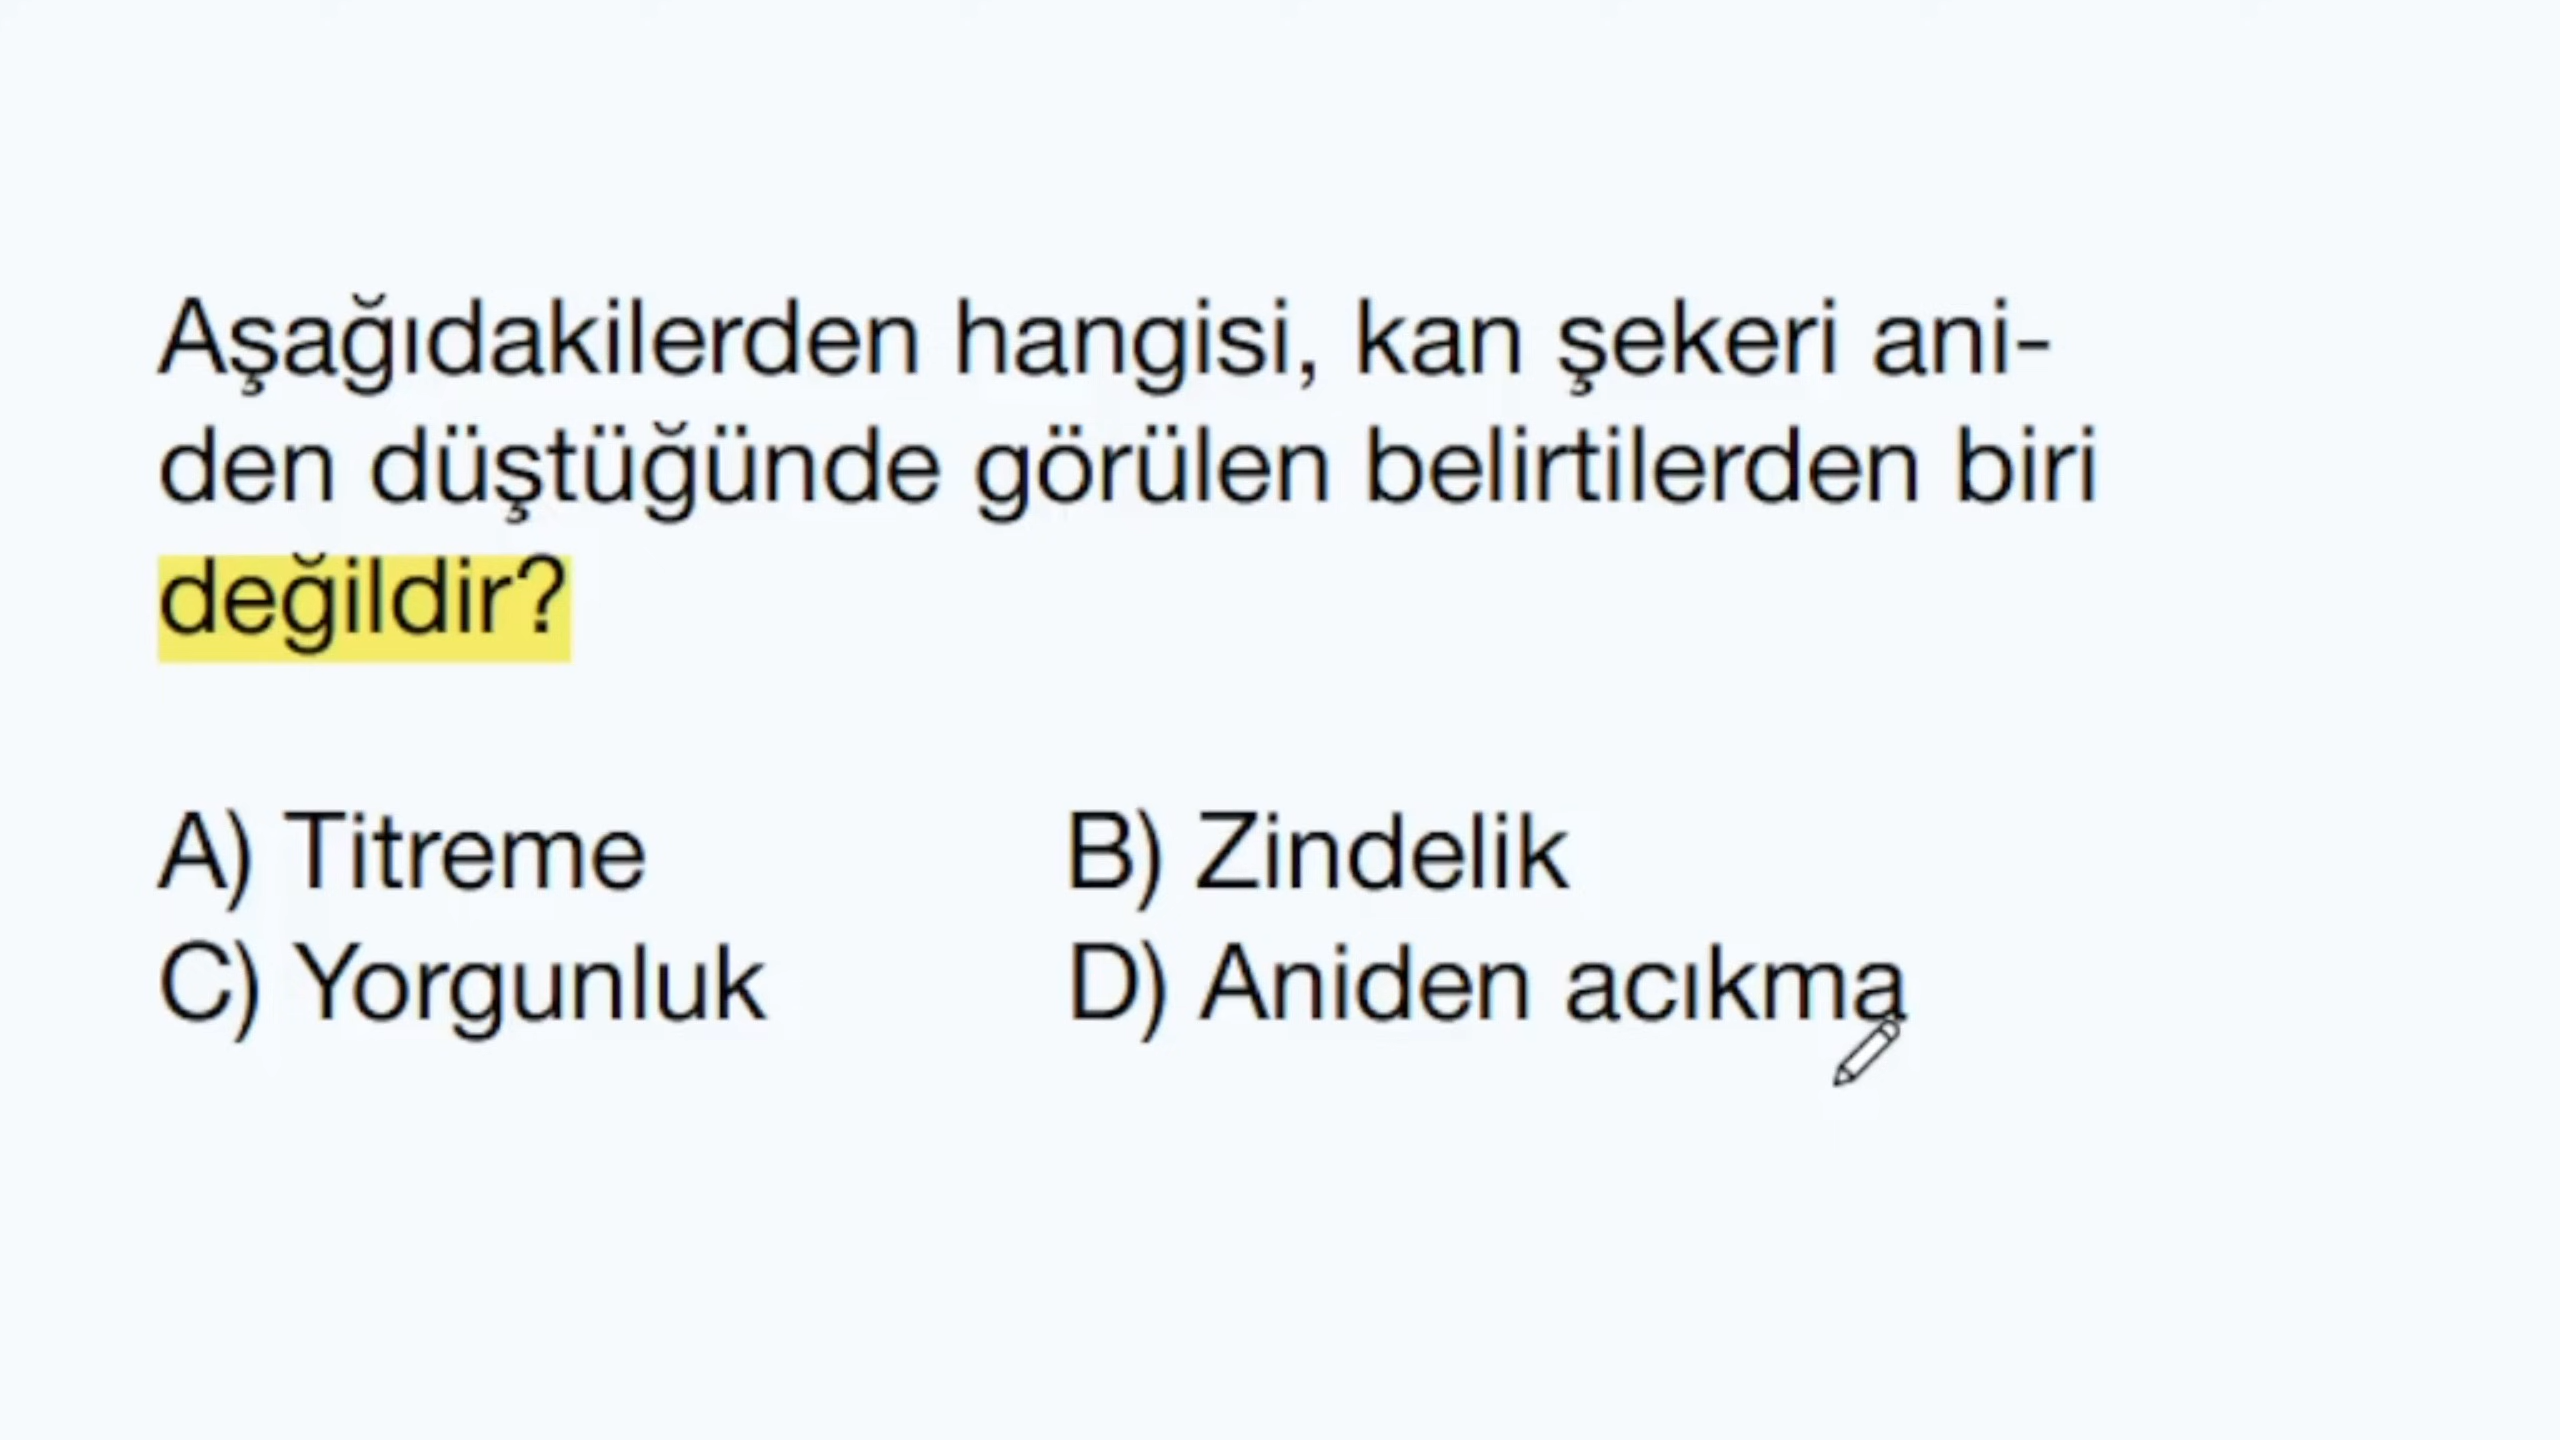 Aşağıdakilerden hangisi, kan şekeri ani-
den düştüğünde görülen belirtilerden biri
değildir?
A) Titreme B) Zindelik
C) Yorgunluk D) Aniden acıkma